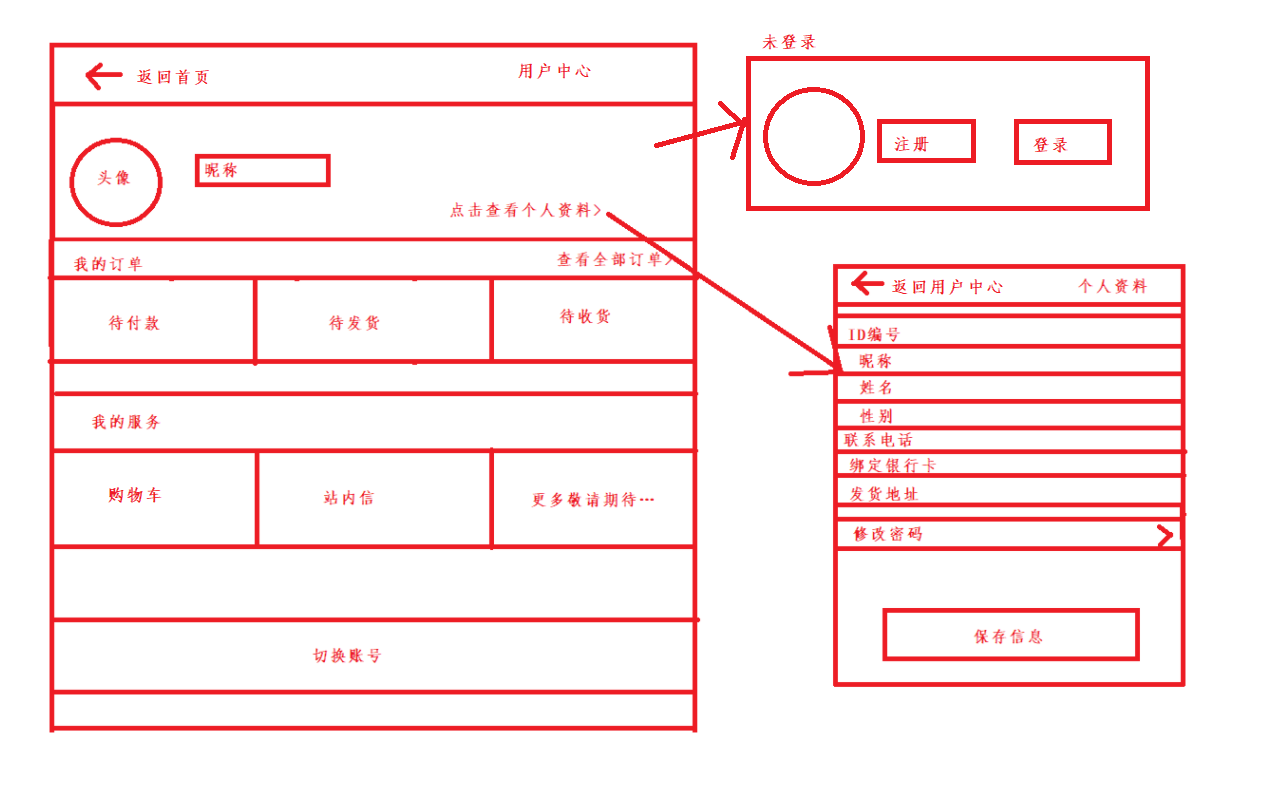 返回首页
用户中心
头像
昵称
点击查看个人资料>
我的订单
查看全部订单>
待付款
待发货
待收货
我的服务
购物车
站内信
更多敬请期待…
切换账号
未登录
注册
登录
返回用户中心
个人资料
ID编号
昵称
姓名
性别
联系电话
绑定银行卡
发货地址
修改密码
保存信息